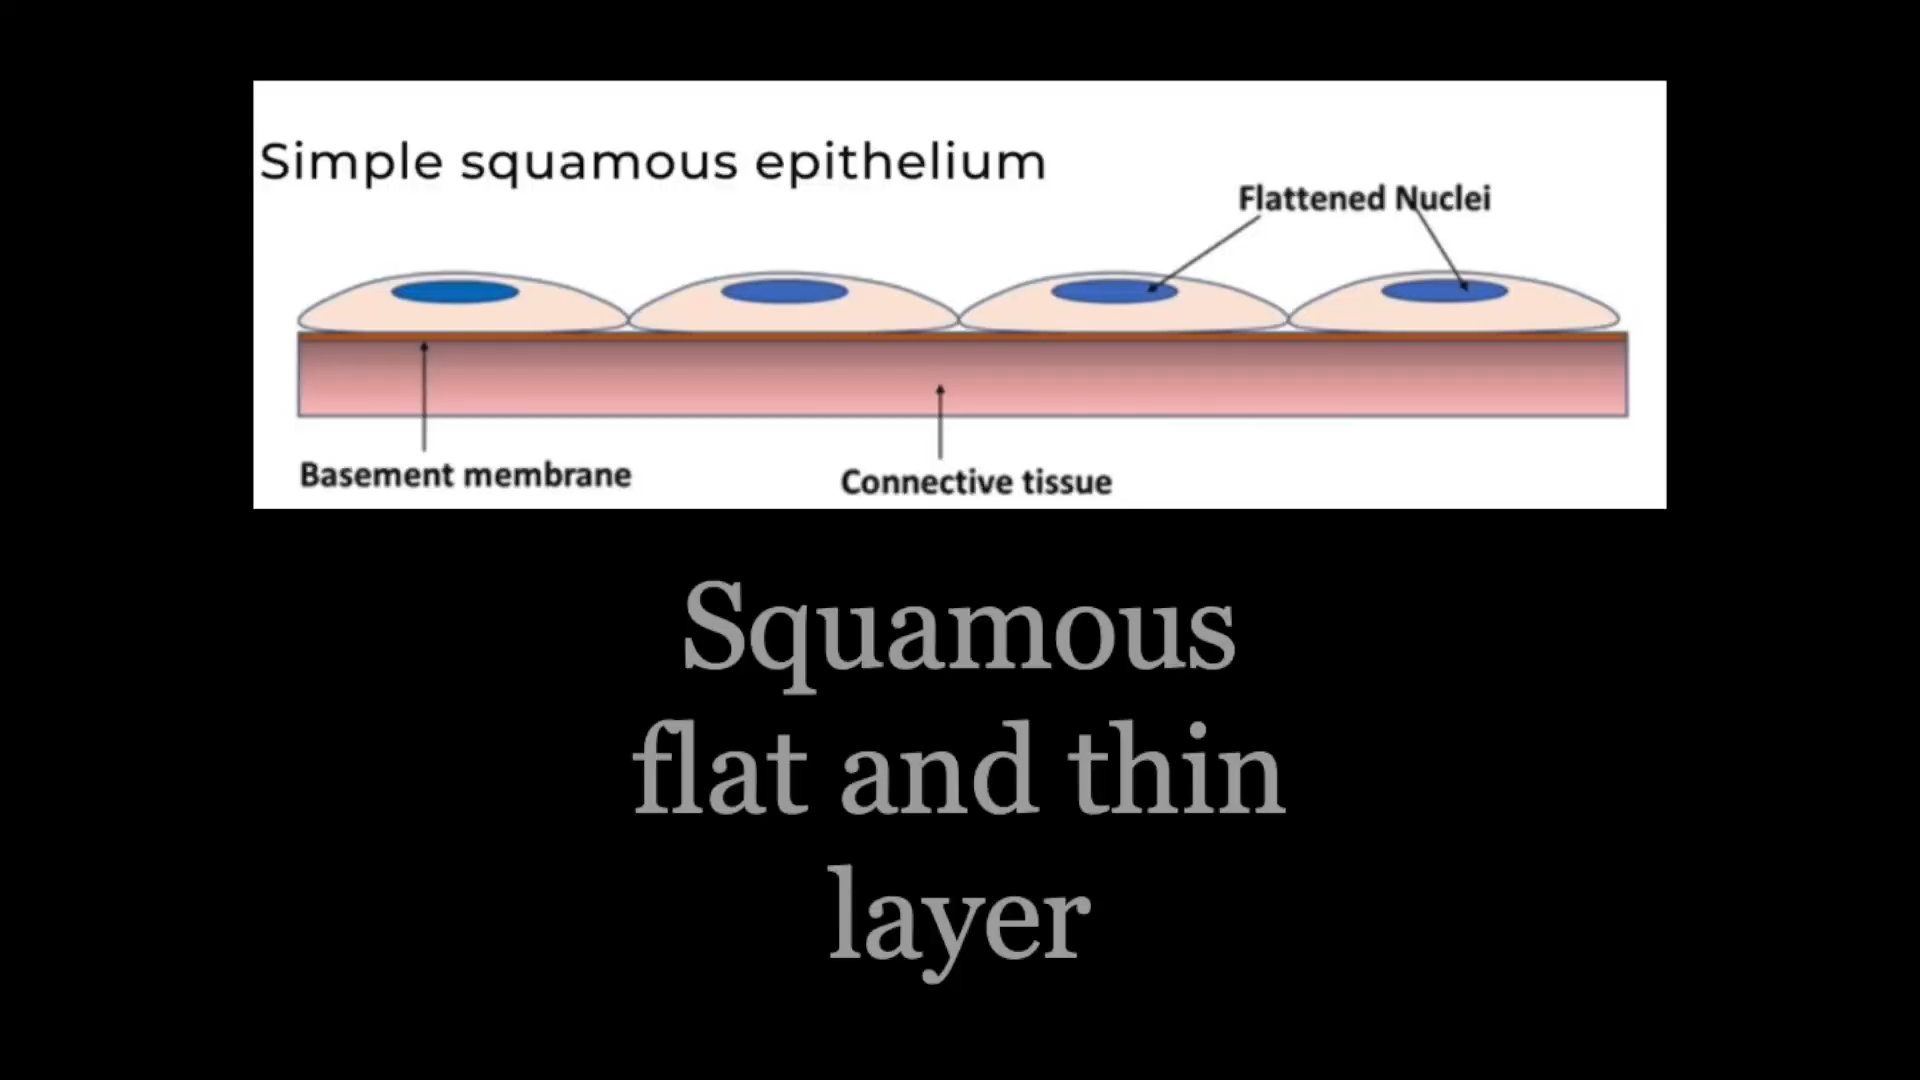 Simple squamous epithelium
Flattened Nuclei
Basement membrane
Connective tissue
Squamous
flat and thin
layer